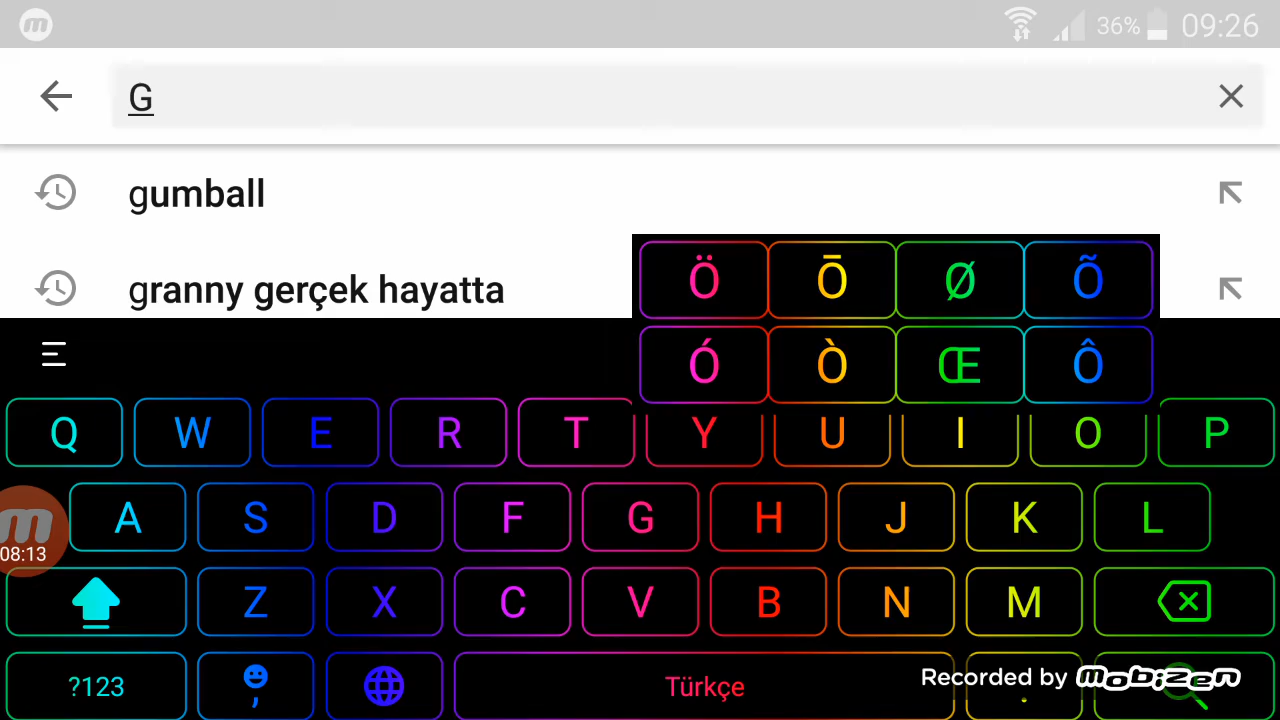 36% 09:26
G
gumball
granny gerçek hayatta
Ö Ō Ø Õ
Ó Ò Œ Ô
Q W E R T Y U I O P
A S D F G H J K L
m
08:13
Z X C V B N M
?123 , Türkçe .
Recorded by mobizen